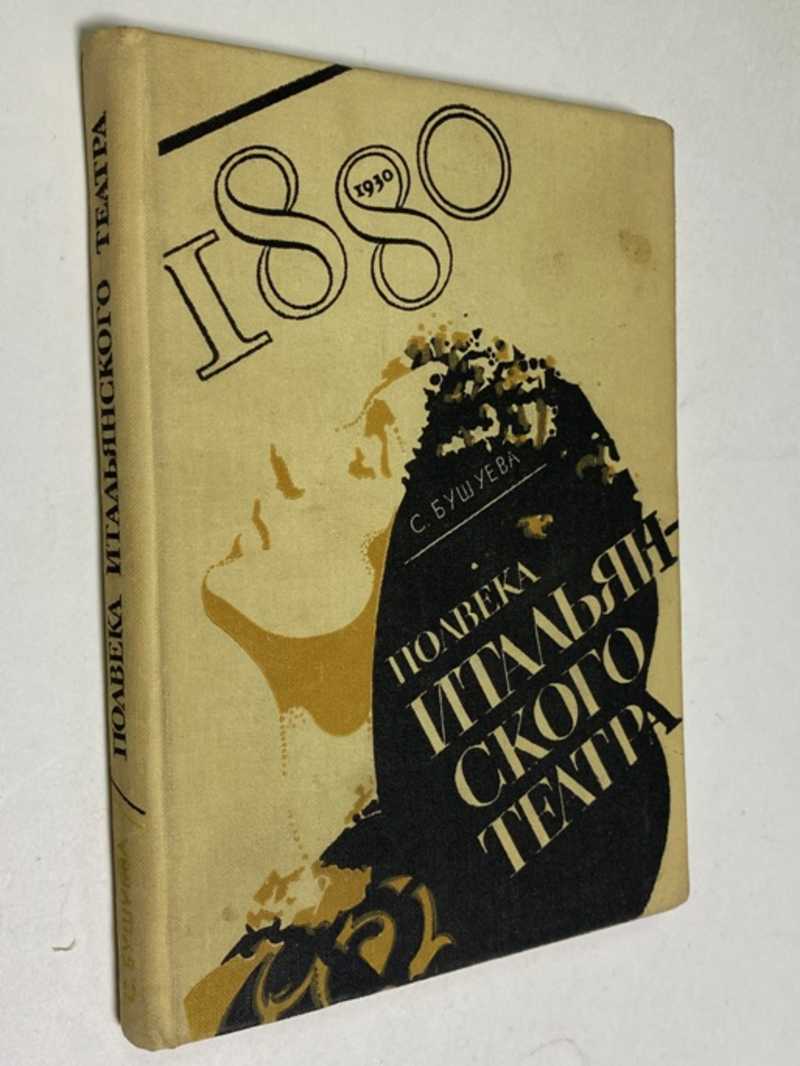 1880
1930
С. БУШУЕВА
ПОЛВЕКА
ИТАЛЬЯН-
СКОГО
ТЕАТРА
С. БУШУЕВА / ПОЛВЕКА ИТАЛЬЯНСКОГО ТЕАТРА